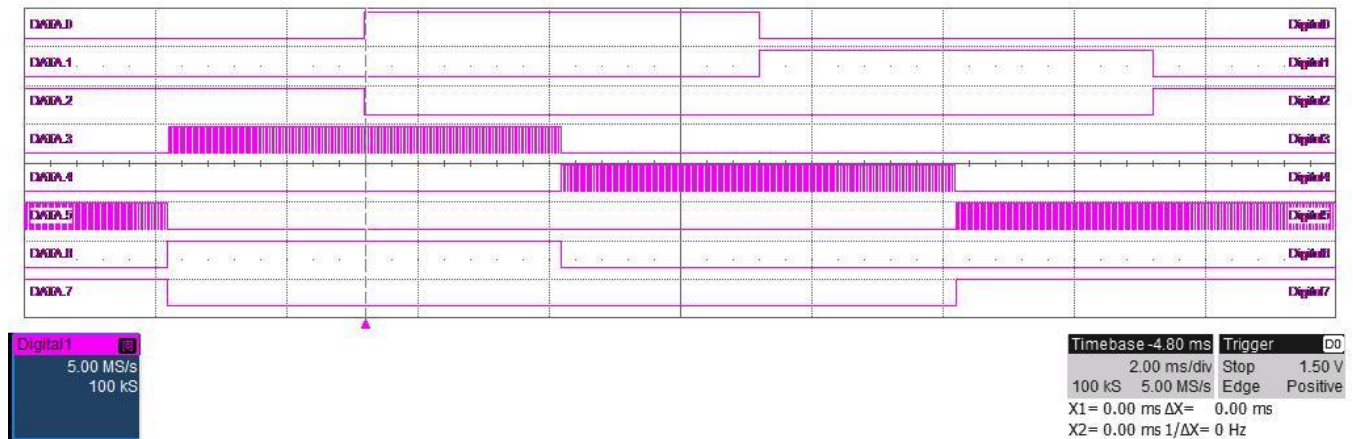 DATA.0 Digital0
DATA.1 Digital1
DATA.2 Digital2
DATA.3 Digital3
DATA.4 Digital4
DATA.5 Digital5
Digital7
DATA.7
Digital1
5.00 MS/s
100 kS
Timebase -4.80 ms Trigger D0
2.00 ms/div Stop 1.50 V
100 kS 5.00 MS/s Edge Positive
X1= 0.00 ms ΔX= 0.00 ms
X2= 0.00 ms 1/ΔX= 0 Hz